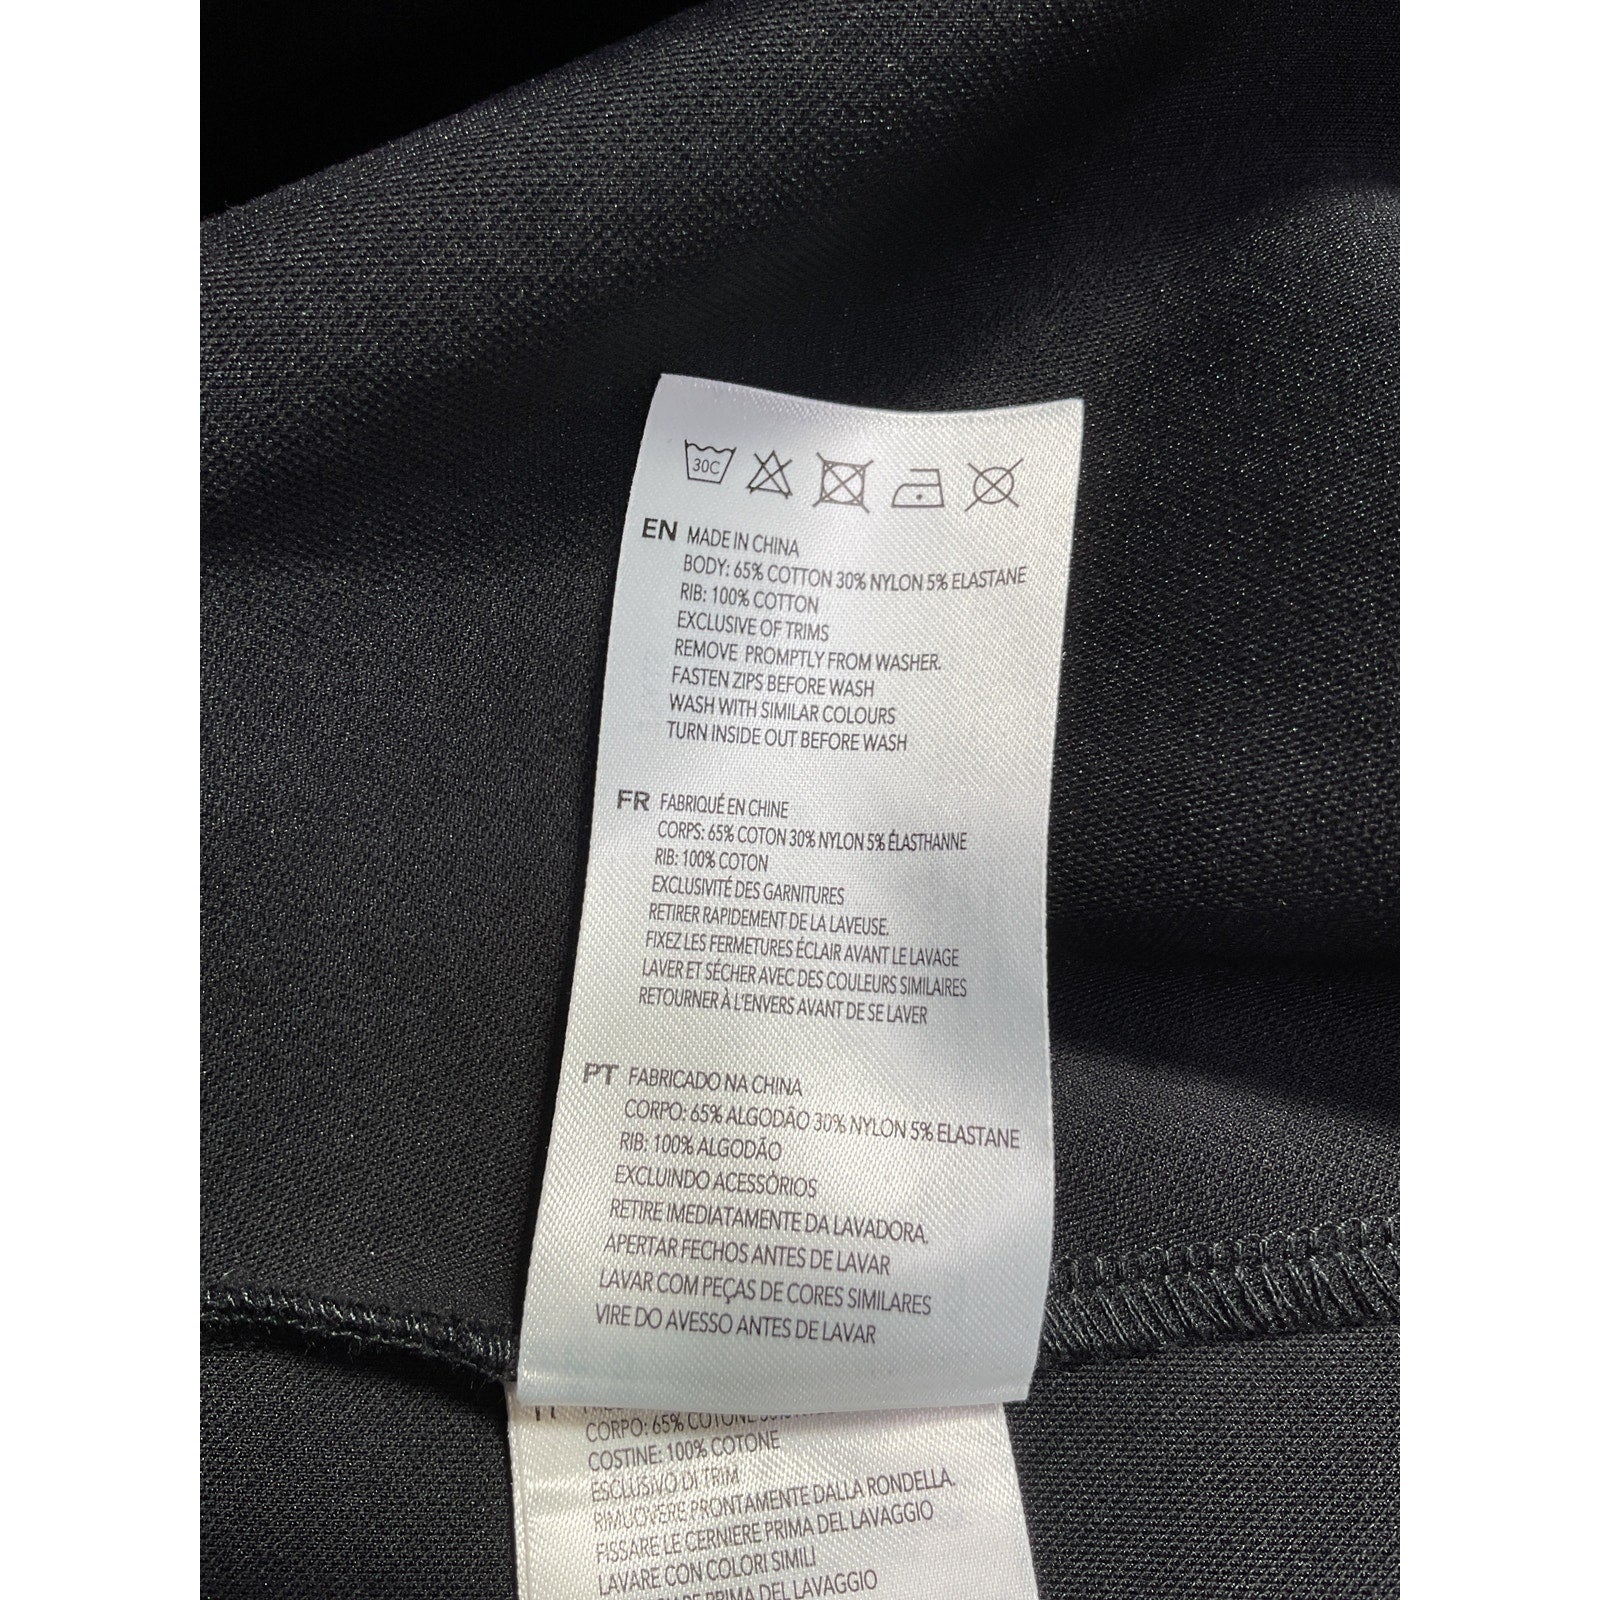 30C
EN MADE IN CHINA
BODY: 65% COTTON 30% NYLON 5% ELASTANE
RIB: 100% COTTON
EXCLUSIVE OF TRIMS
REMOVE PROMPTLY FROM WASHER.
FASTEN ZIPS BEFORE WASH
WASH WITH SIMILAR COLOURS
TURN INSIDE OUT BEFORE WASH
FR FABRIQUÉ EN CHINE
CORPS: 65% COTON 30% NYLON 5% ÉLASTHANNE
RIB: 100% COTON
EXCLUSIVITÉ DES GARNITURES
RETIRER RAPIDEMENT DE LA LAVEUSE.
FIXEZ LES FERMETURES ÉCLAIR AVANT LE LAVAGE
LAVER ET SÉCHER AVEC DES COULEURS SIMILAIRES
RETOURNER À L'ENVERS AVANT DE SE LAVER
PT FABRICADO NA CHINA
CORPO: 65% ALGODÃO 30% NYLON 5% ELASTANE
RIB: 100% ALGODÃO
EXCLUINDO ACESSÒRIOS
RETIRE IMEDIATAMENTE DA LAVADORA.
APERTAR FECHOS ANTES DE LAVAR
LAVAR COM PEÇAS DE CORES SIMILARES
VIRE DO AVESSO ANTES DE LAVAR
CORPO: 65% COTONE
COSTINE: 100% COTONE
ESCLUSIVO DI TRIM
RIMUOVERE PRONTAMENTE DALLA RONDELLA.
FISSARE LE CERNIERE PRIMA DEL LAVAGGIO
LAVARE CON COLORI SIMILI
PRIMA DEL LAVAGGIO